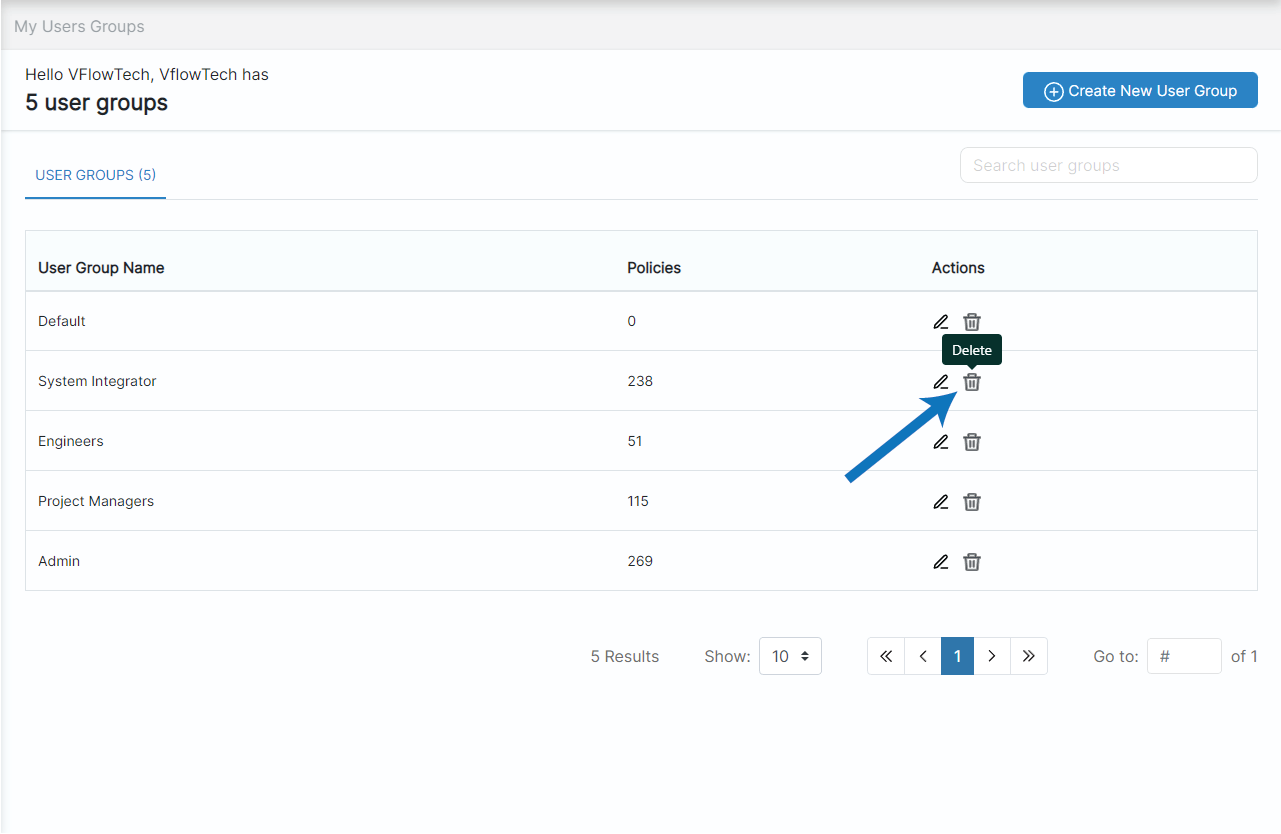 My Users Groups
Hello VFlowTech, VflowTech has
5 user groups
Create New User Group
USER GROUPS (5)
Search user groups
User Group Name Policies Actions
Default 0
Delete
System Integrator 238
Engineers 51
Project Managers 115
Admin 269
5 Results Show: 10 « ‹ 1 › » Go to: # of 1